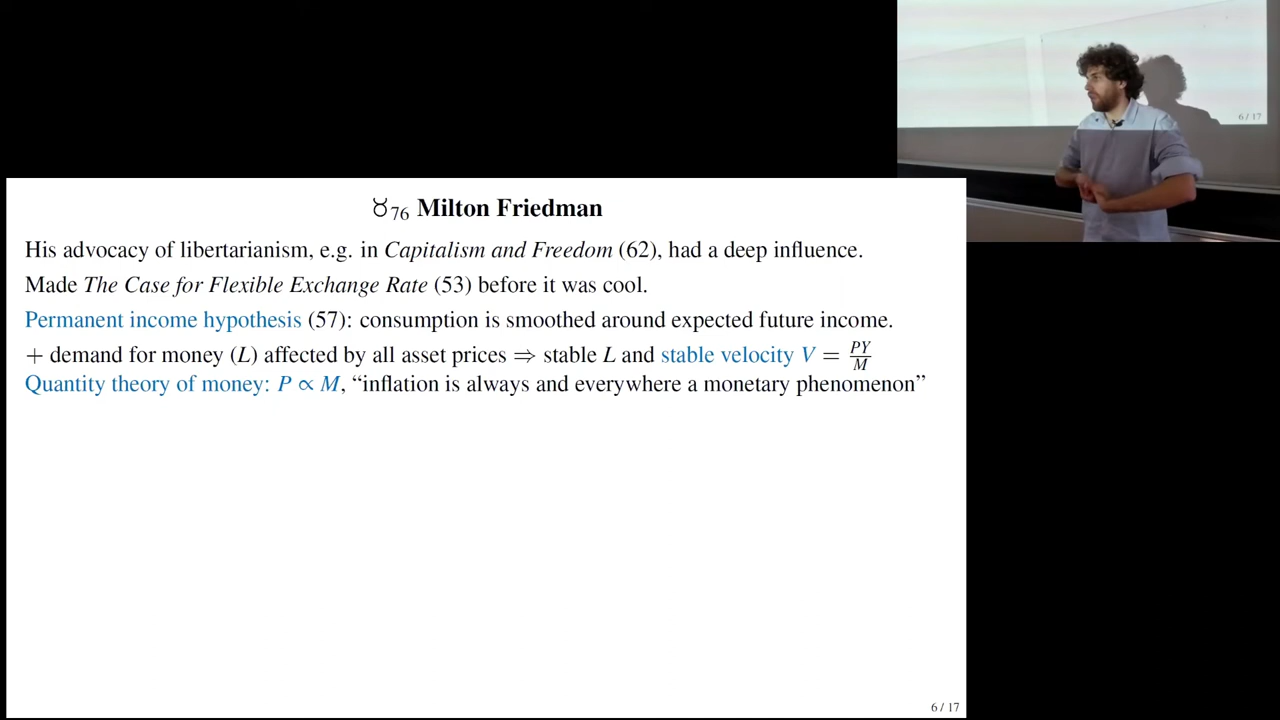 6 / 17
♉76 Milton Friedman
His advocacy of libertarianism, e.g. in Capitalism and Freedom (62), had a deep influence.
Made The Case for Flexible Exchange Rate (53) before it was cool.
Permanent income hypothesis (57): consumption is smoothed around expected future income.
+ demand for money (L) affected by all asset prices ⇒ stable L and stable velocity V = PY/M
Quantity theory of money: P ∝ M, “inflation is always and everywhere a monetary phenomenon”
6 / 17